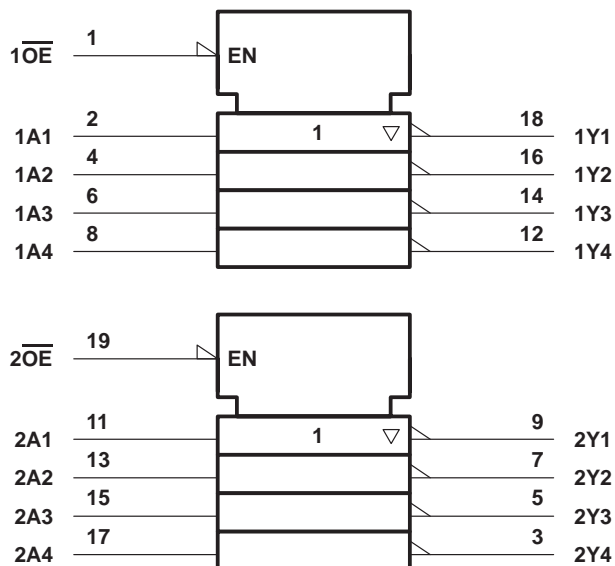 1O̅E̅ 1 EN
1A1 2 1 ▽ 18 1Y1
1A2 4 16 1Y2
1A3 6 14 1Y3
1A4 8 12 1Y4
2O̅E̅ 19 EN
2A1 11 1 ▽ 9 2Y1
2A2 13 7 2Y2
2A3 15 5 2Y3
2A4 17 3 2Y4